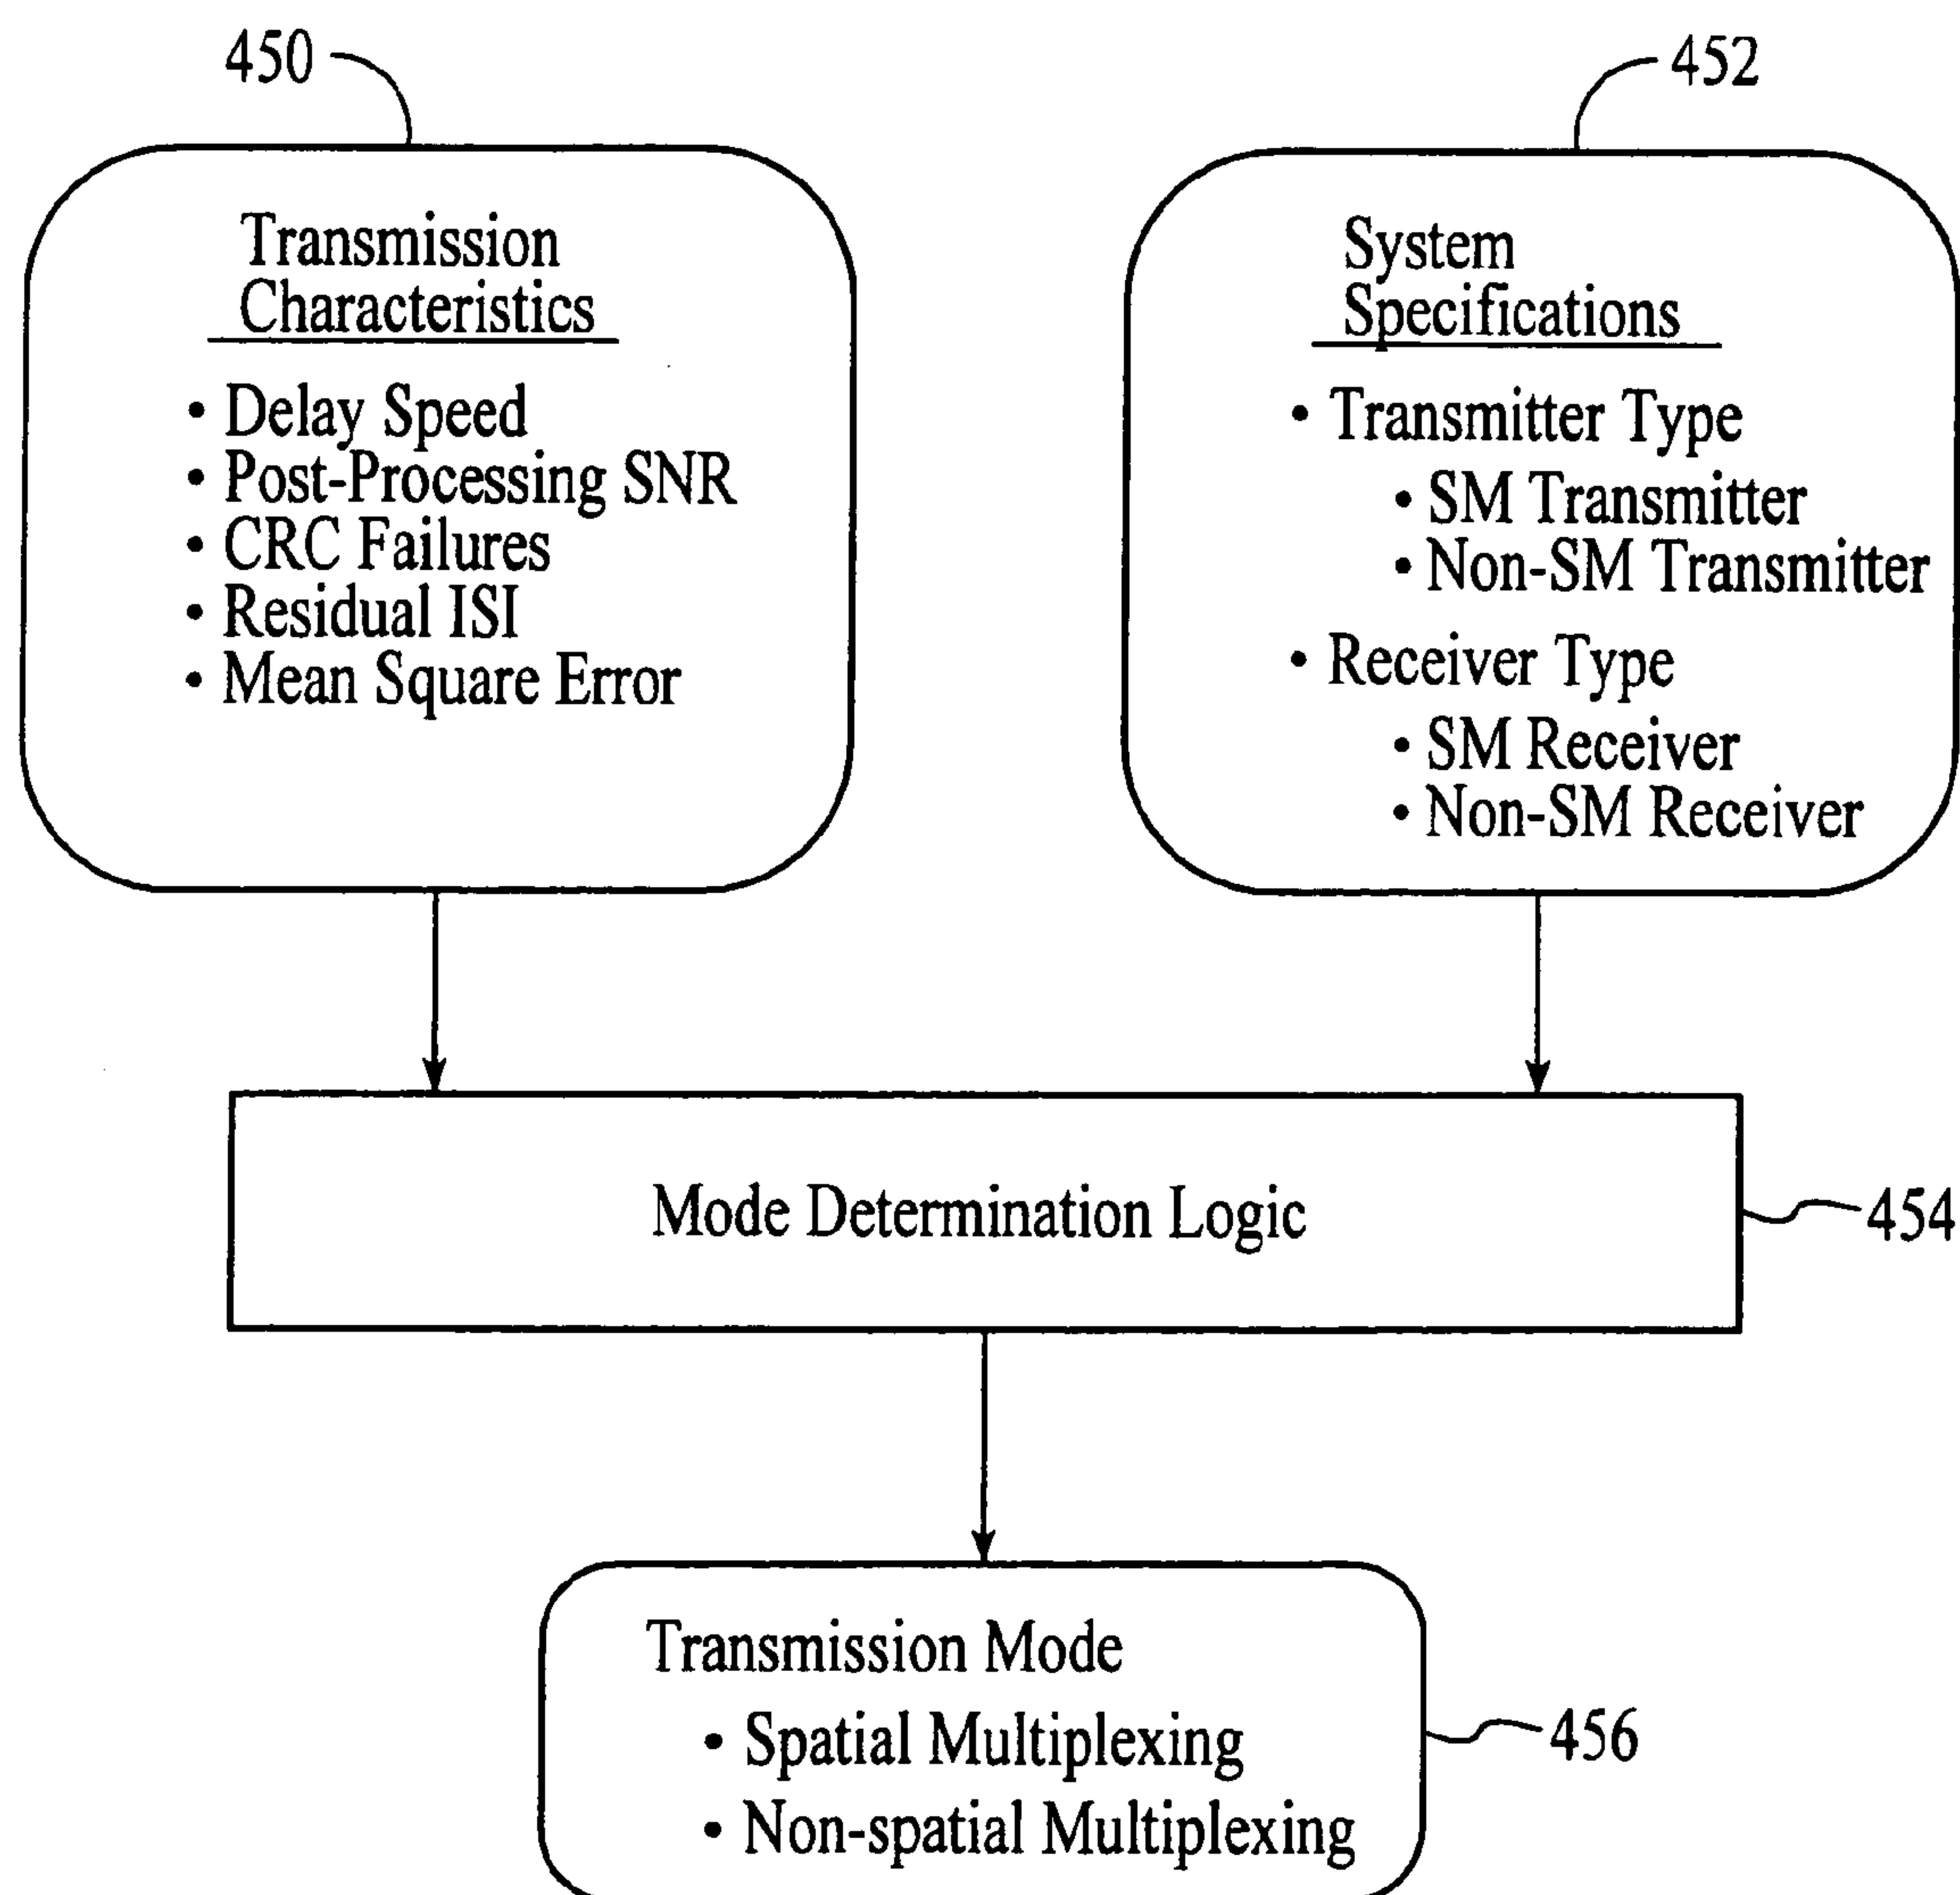 450
452
Transmission
Characteristics
• Delay Speed
• Post-Processing SNR
• CRC Failures
• Residual ISI
• Mean Square Error
System
Specifications
• Transmitter Type
• SM Transmitter
• Non-SM Transmitter
• Receiver Type
• SM Receiver
• Non-SM Receiver
Mode Determination Logic
454
Transmission Mode
• Spatial Multiplexing
• Non-spatial Multiplexing
456